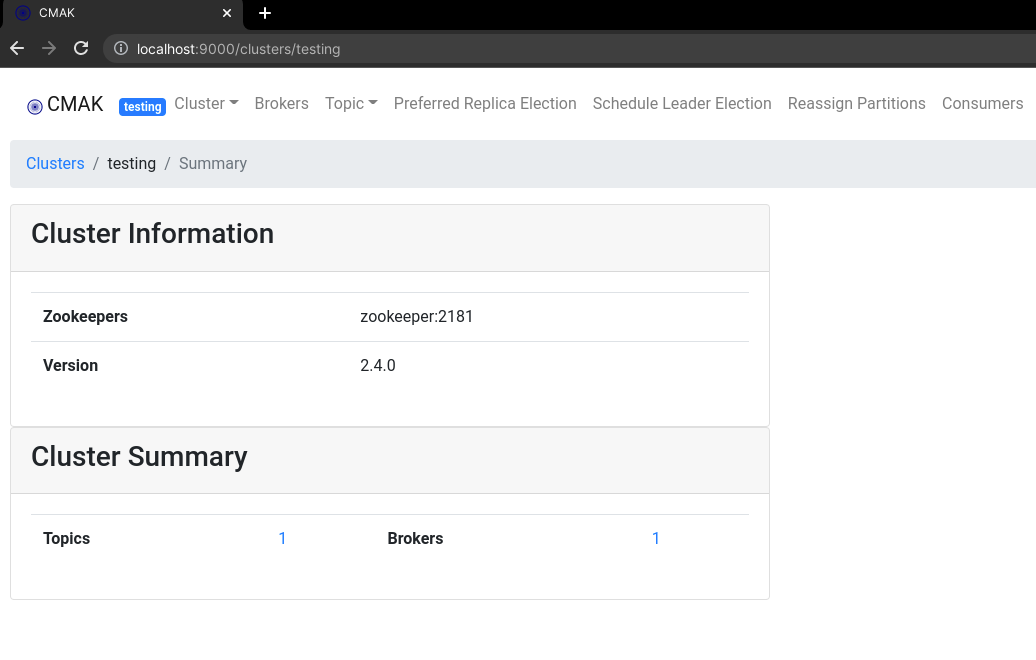 CMAK
localhost:9000/clusters/testing
CMAK testing Cluster Brokers Topic Preferred Replica Election Schedule Leader Election Reassign Partitions Consumers
Clusters / testing / Summary
Cluster Information
Zookeepers zookeeper:2181
Version 2.4.0
Cluster Summary
Topics 1 Brokers 1